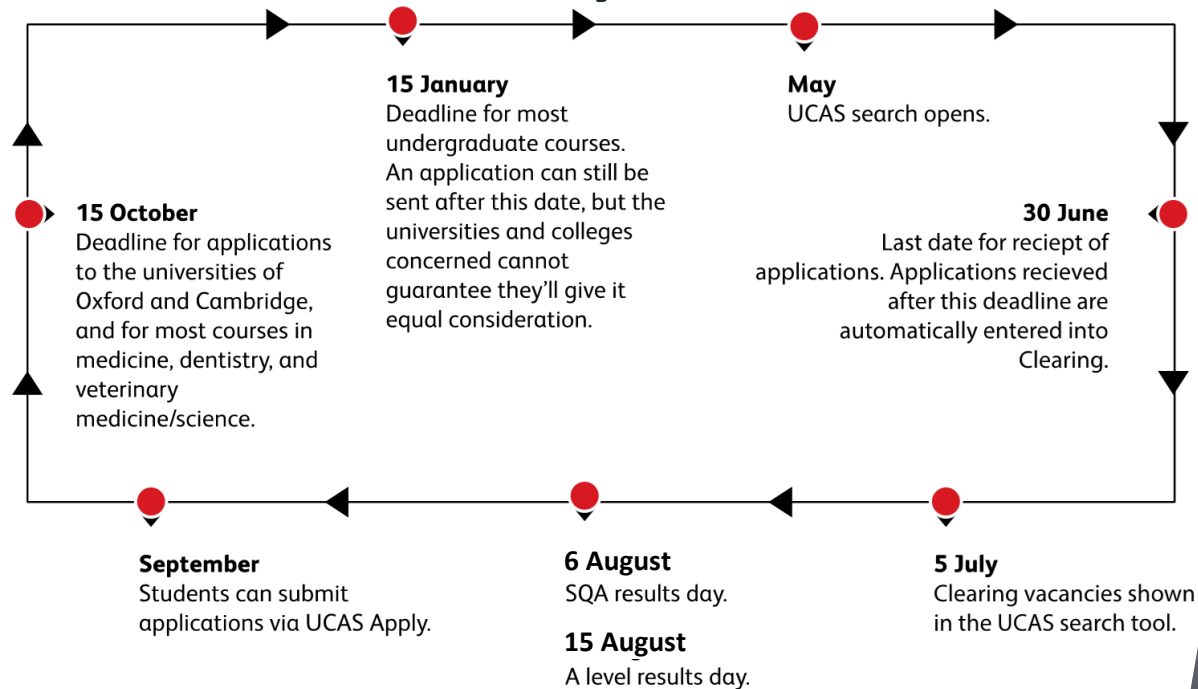 15 January
Deadline for most
undergraduate courses.
An application can still be
sent after this date, but the
universities and colleges
concerned cannot
guarantee they'll give it
equal consideration.
May
UCAS search opens.
15 October
Deadline for applications
to the universities of
Oxford and Cambridge,
and for most courses in
medicine, dentistry, and
veterinary
medicine/science.
30 June
Last date for reciept of
applications. Applications recieved
after this deadline are
automatically entered into
Clearing.
September
Students can submit
applications via UCAS Apply.
6 August
SQA results day.
15 August
A level results day.
5 July
Clearing vacancies shown
in the UCAS search tool.